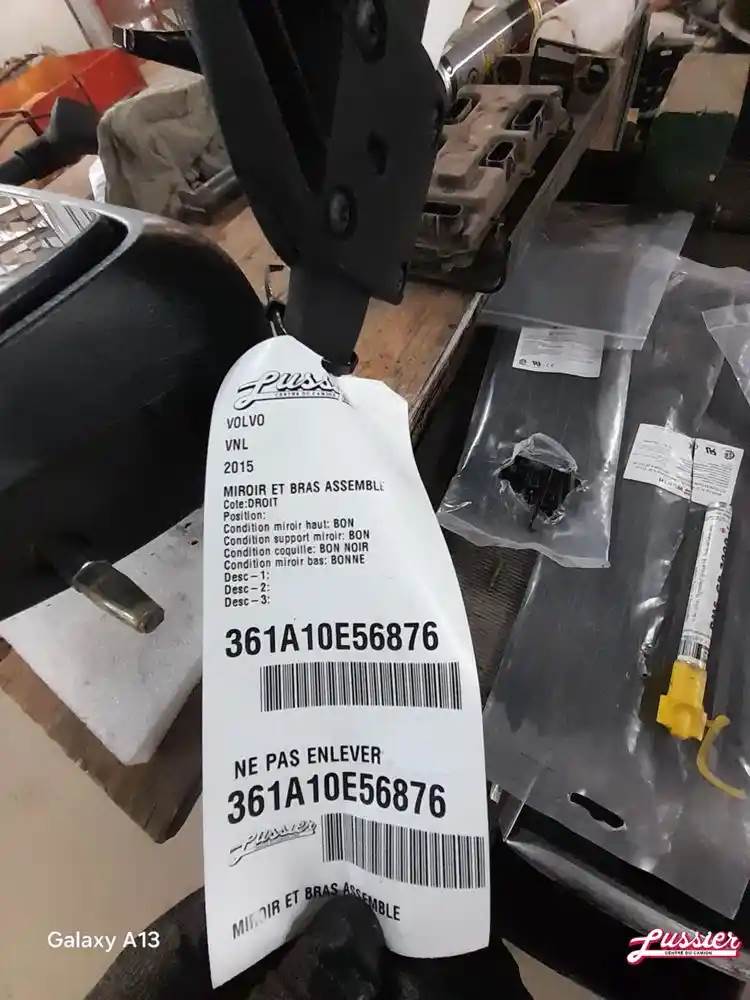 Luss
CENTRE DU CAMION
VOLVO
VNL
2015
MIROIR ET BRAS ASSEMBLE
Cote:DROIT
Position:
Condition miroir haut: BON
Condition support miroir: BON
Condition coquille: BON NOIR
Condition miroir bas: BONNE
Desc-1:
Desc-2:
Desc-3:
361A10E56876
NE PAS ENLEVER
361A10E56876
Lussier
MIROIR ET BRAS ASSEMBLE
Galaxy A13
Lussier
CENTRE DU CAMION